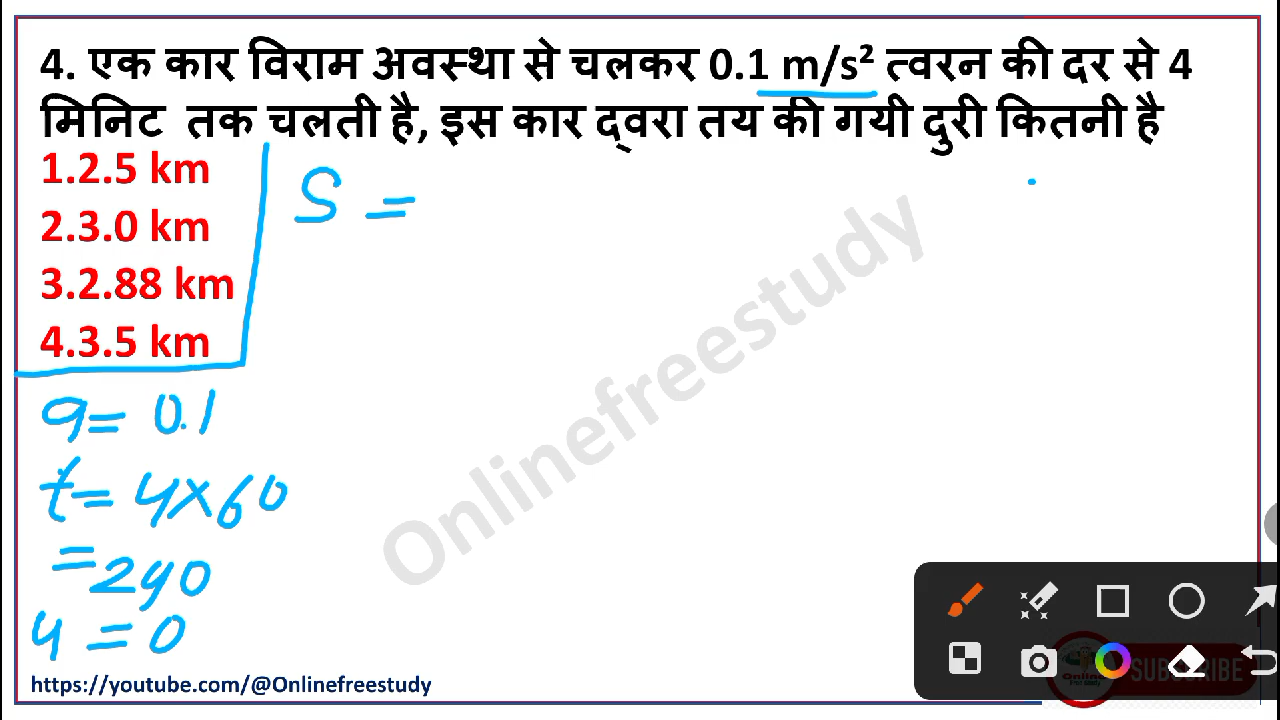 4. एक कार विराम अवस्था से चलकर 0.1 m/s² त्वरन की दर से 4
मिनिट तक चलती है, इस कार द्वरा तय की गयी दुरी कितनी है
1.2.5 km
2.3.0 km
3.2.88 km
4.3.5 km
S =
a = 0.1
t = 4×60
= 240
u = 0
Onlinefreestudy
https://youtube.com/@Onlinefreestudy
SUBSCRIBE